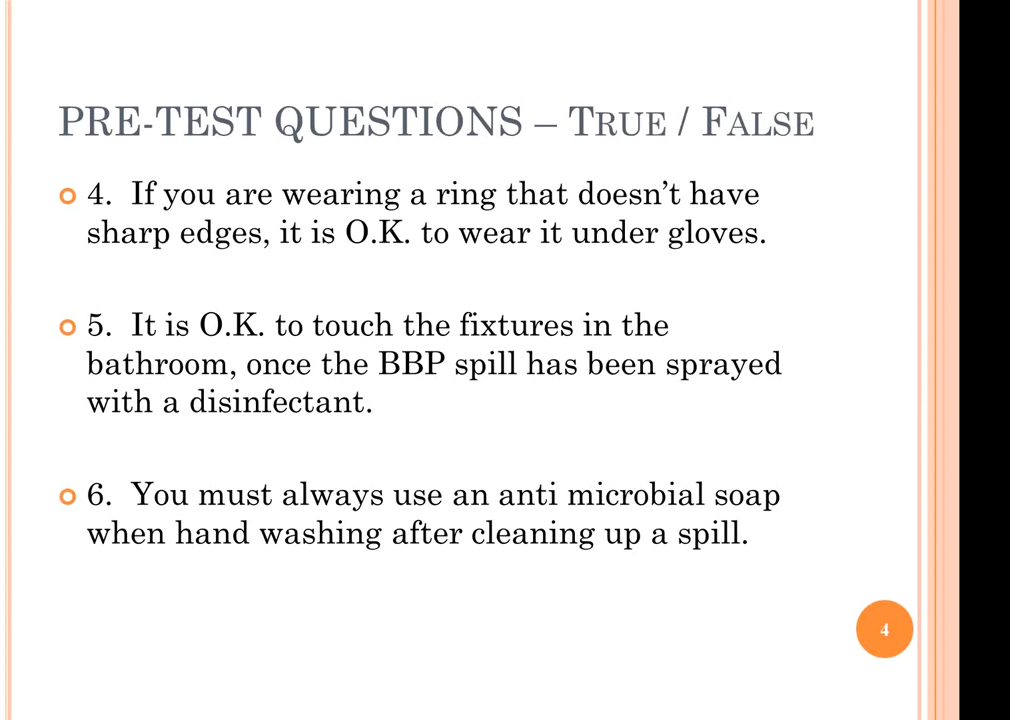 PRE-TEST QUESTIONS – TRUE / FALSE
4. If you are wearing a ring that doesn't have
sharp edges, it is O.K. to wear it under gloves.
5. It is O.K. to touch the fixtures in the
bathroom, once the BBP spill has been sprayed
with a disinfectant.
6. You must always use an anti microbial soap
when hand washing after cleaning up a spill.
4